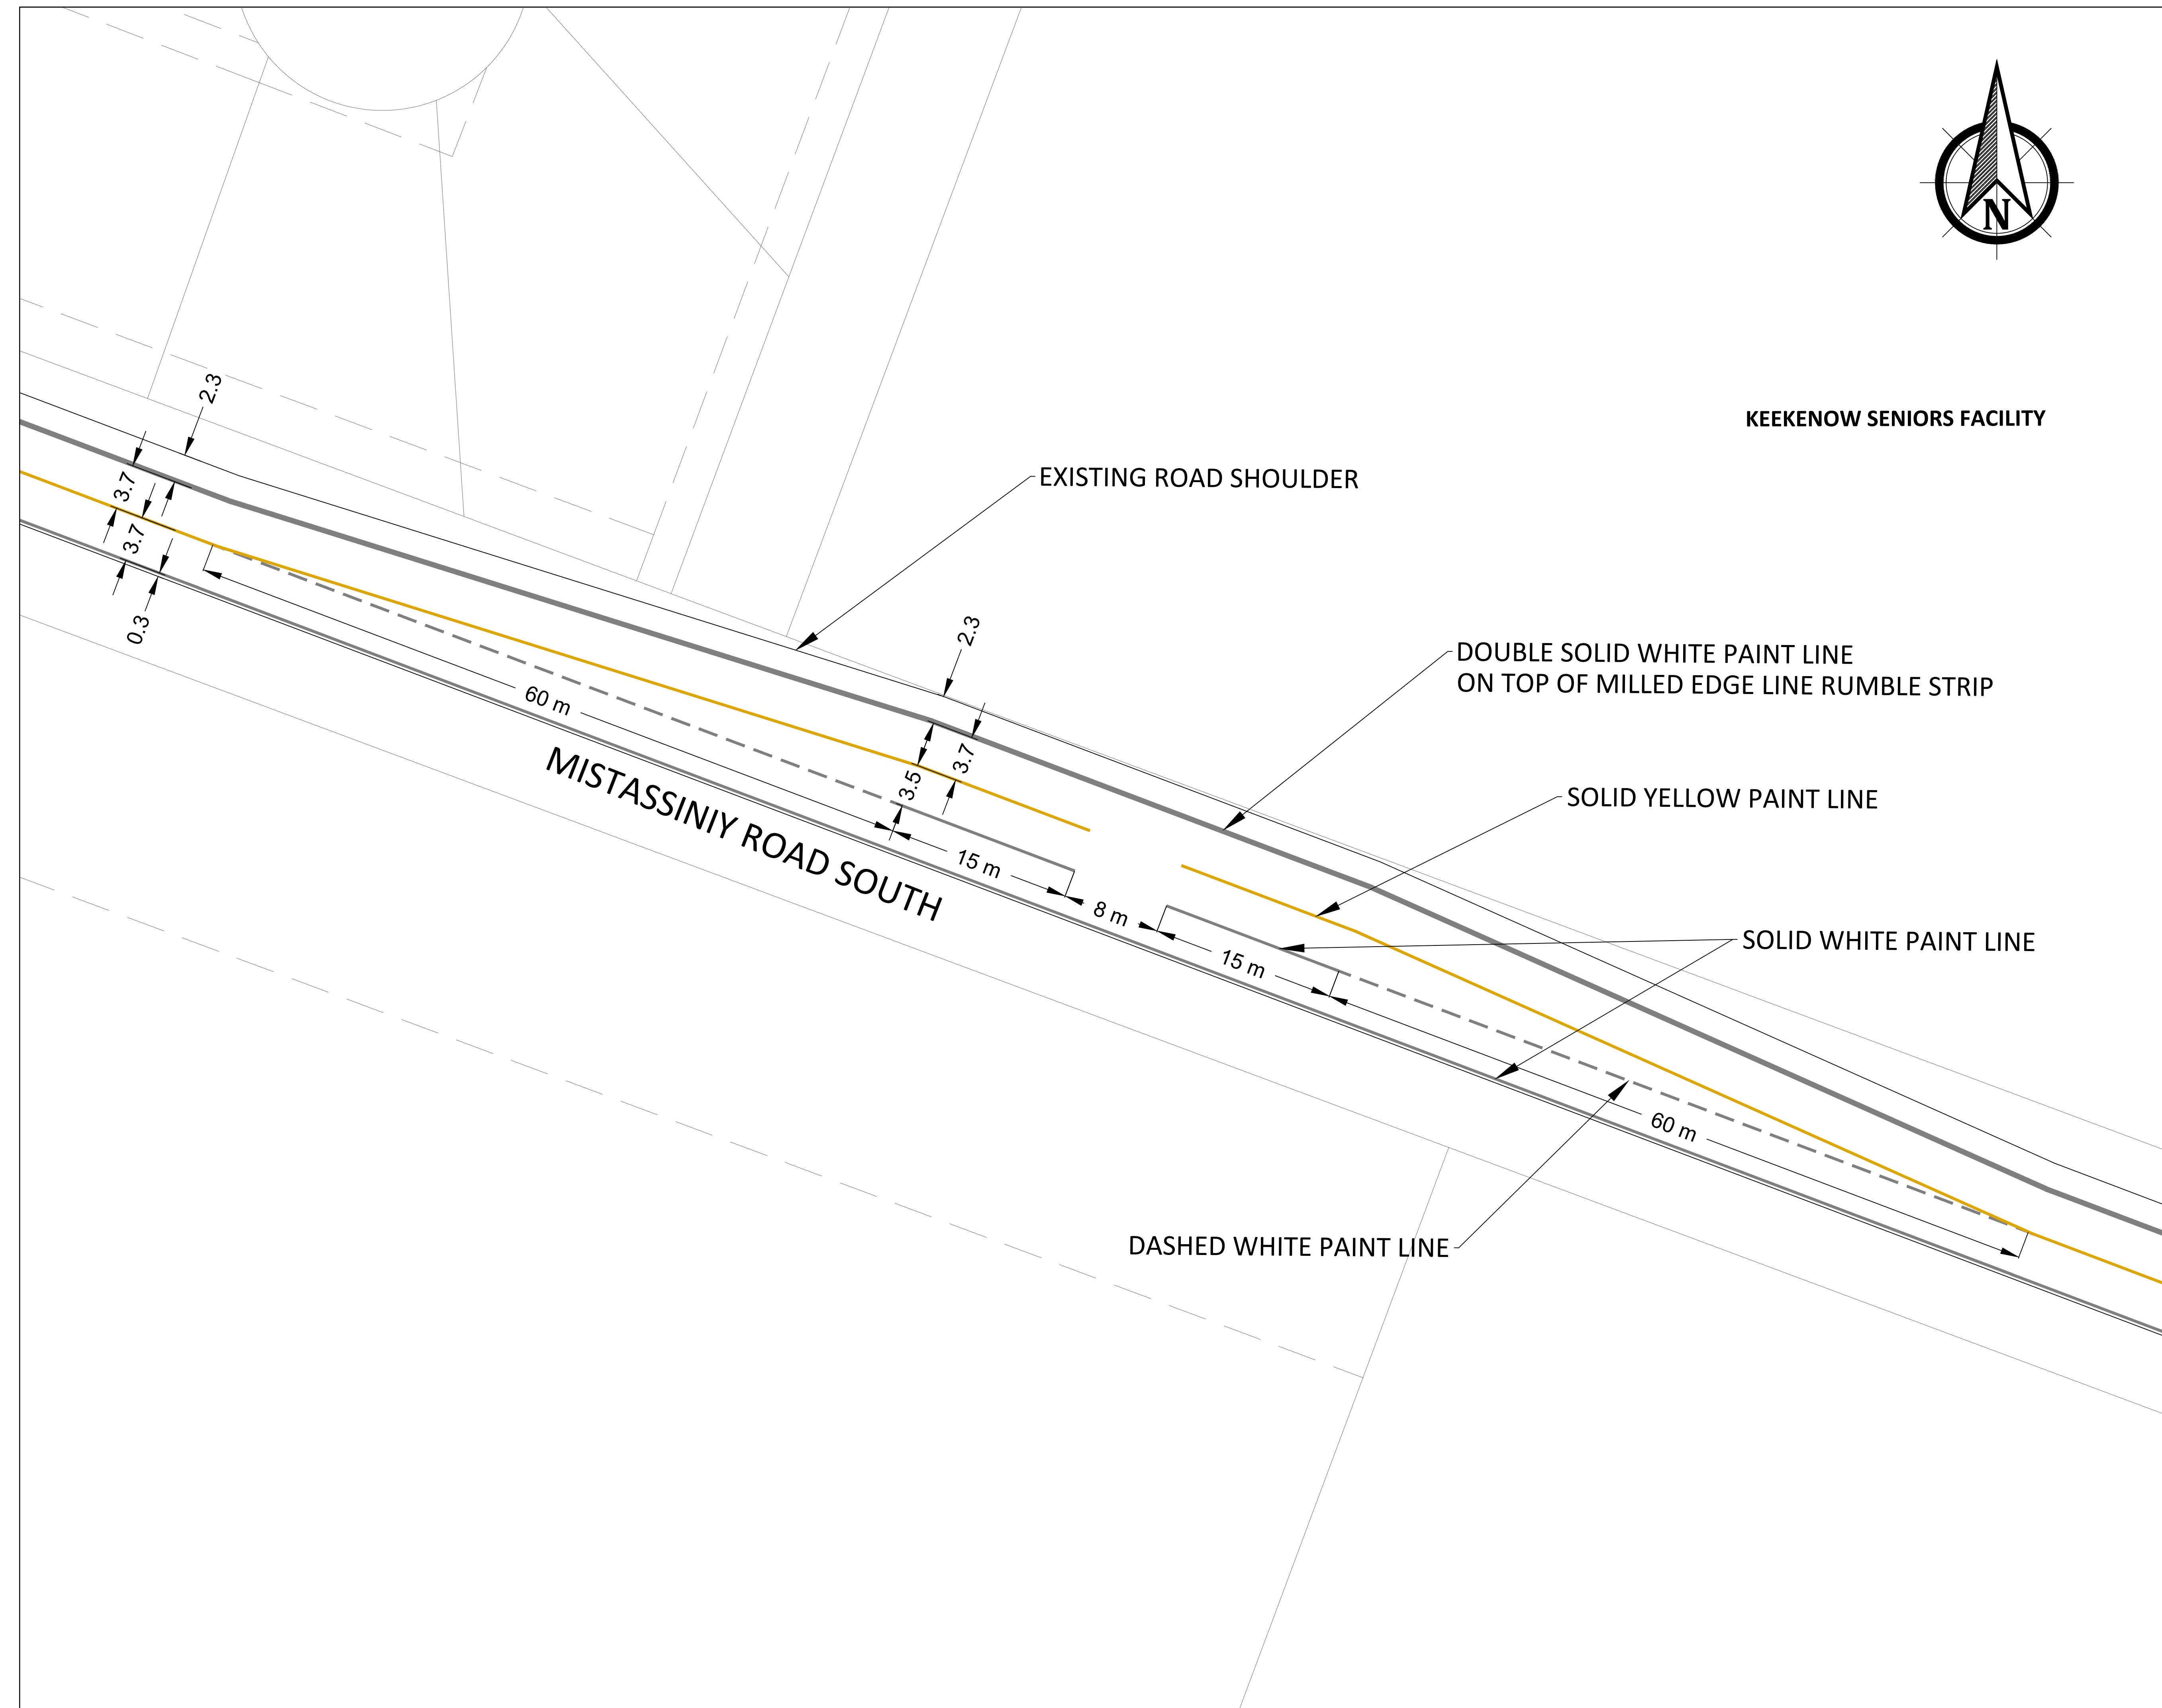 N
KEEKENOW SENIORS FACILITY
2.3
EXISTING ROAD SHOULDER
3.7
3.7
0.3
2.3
DOUBLE SOLID WHITE PAINT LINE
ON TOP OF MILLED EDGE LINE RUMBLE STRIP
60 m
3.7
3.5
SOLID YELLOW PAINT LINE
MISTASSINIY ROAD SOUTH
15 m
8 m
SOLID WHITE PAINT LINE
15 m
60 m
DASHED WHITE PAINT LINE